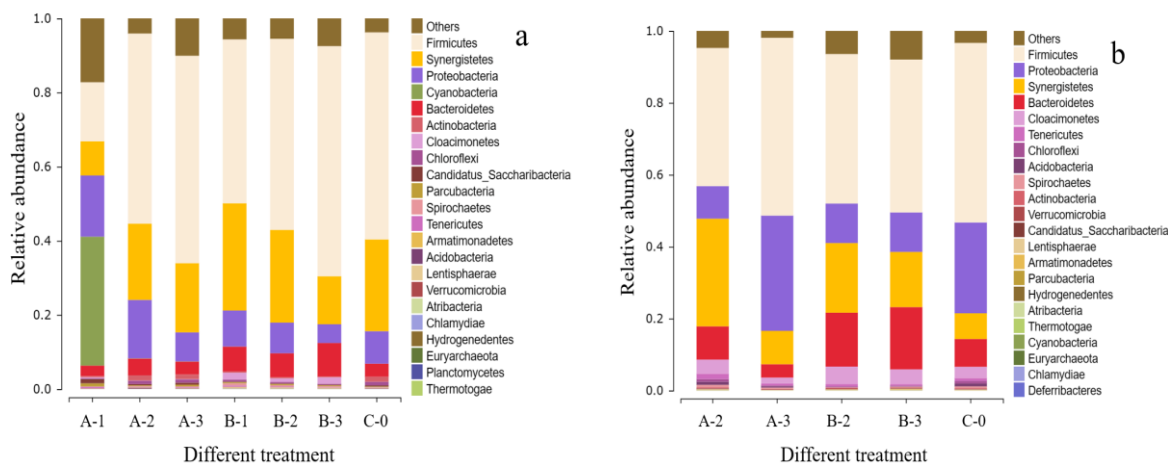 a
Relative abundance
1.0
0.8
0.6
0.4
0.2
0.0
A-1 A-2 A-3 B-1 B-2 B-3 C-0
Different treatment
Others
Firmicutes
Synergistetes
Proteobacteria
Cyanobacteria
Bacteroidetes
Actinobacteria
Cloacimonetes
Chloroflexi
Candidatus_Saccharibacteria
Parcubacteria
Spirochaetes
Tenericutes
Armatimonadetes
Acidobacteria
Lentisphaerae
Verrucomicrobia
Atribacteria
Chlamydiae
Hydrogenedentes
Euryarchaeota
Planctomycetes
Thermotogae
b
Relative abundance
1.0
0.8
0.6
0.4
0.2
0.0
A-2 A-3 B-2 B-3 C-0
Different treatment
Others
Firmicutes
Proteobacteria
Synergistetes
Bacteroidetes
Cloacimonetes
Tenericutes
Chloroflexi
Acidobacteria
Spirochaetes
Actinobacteria
Verrucomicrobia
Candidatus_Saccharibacteria
Lentisphaerae
Armatimonadetes
Parcubacteria
Hydrogenedentes
Atribacteria
Thermotogae
Cyanobacteria
Euryarchaeota
Chlamydiae
Deferribacteres